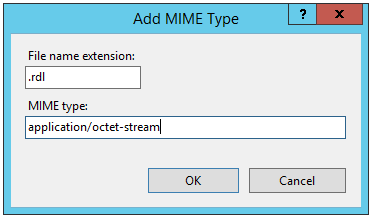 Add MIME Type
? x
File name extension:
.rdl
MIME type:
application/octet-stream
OK Cancel